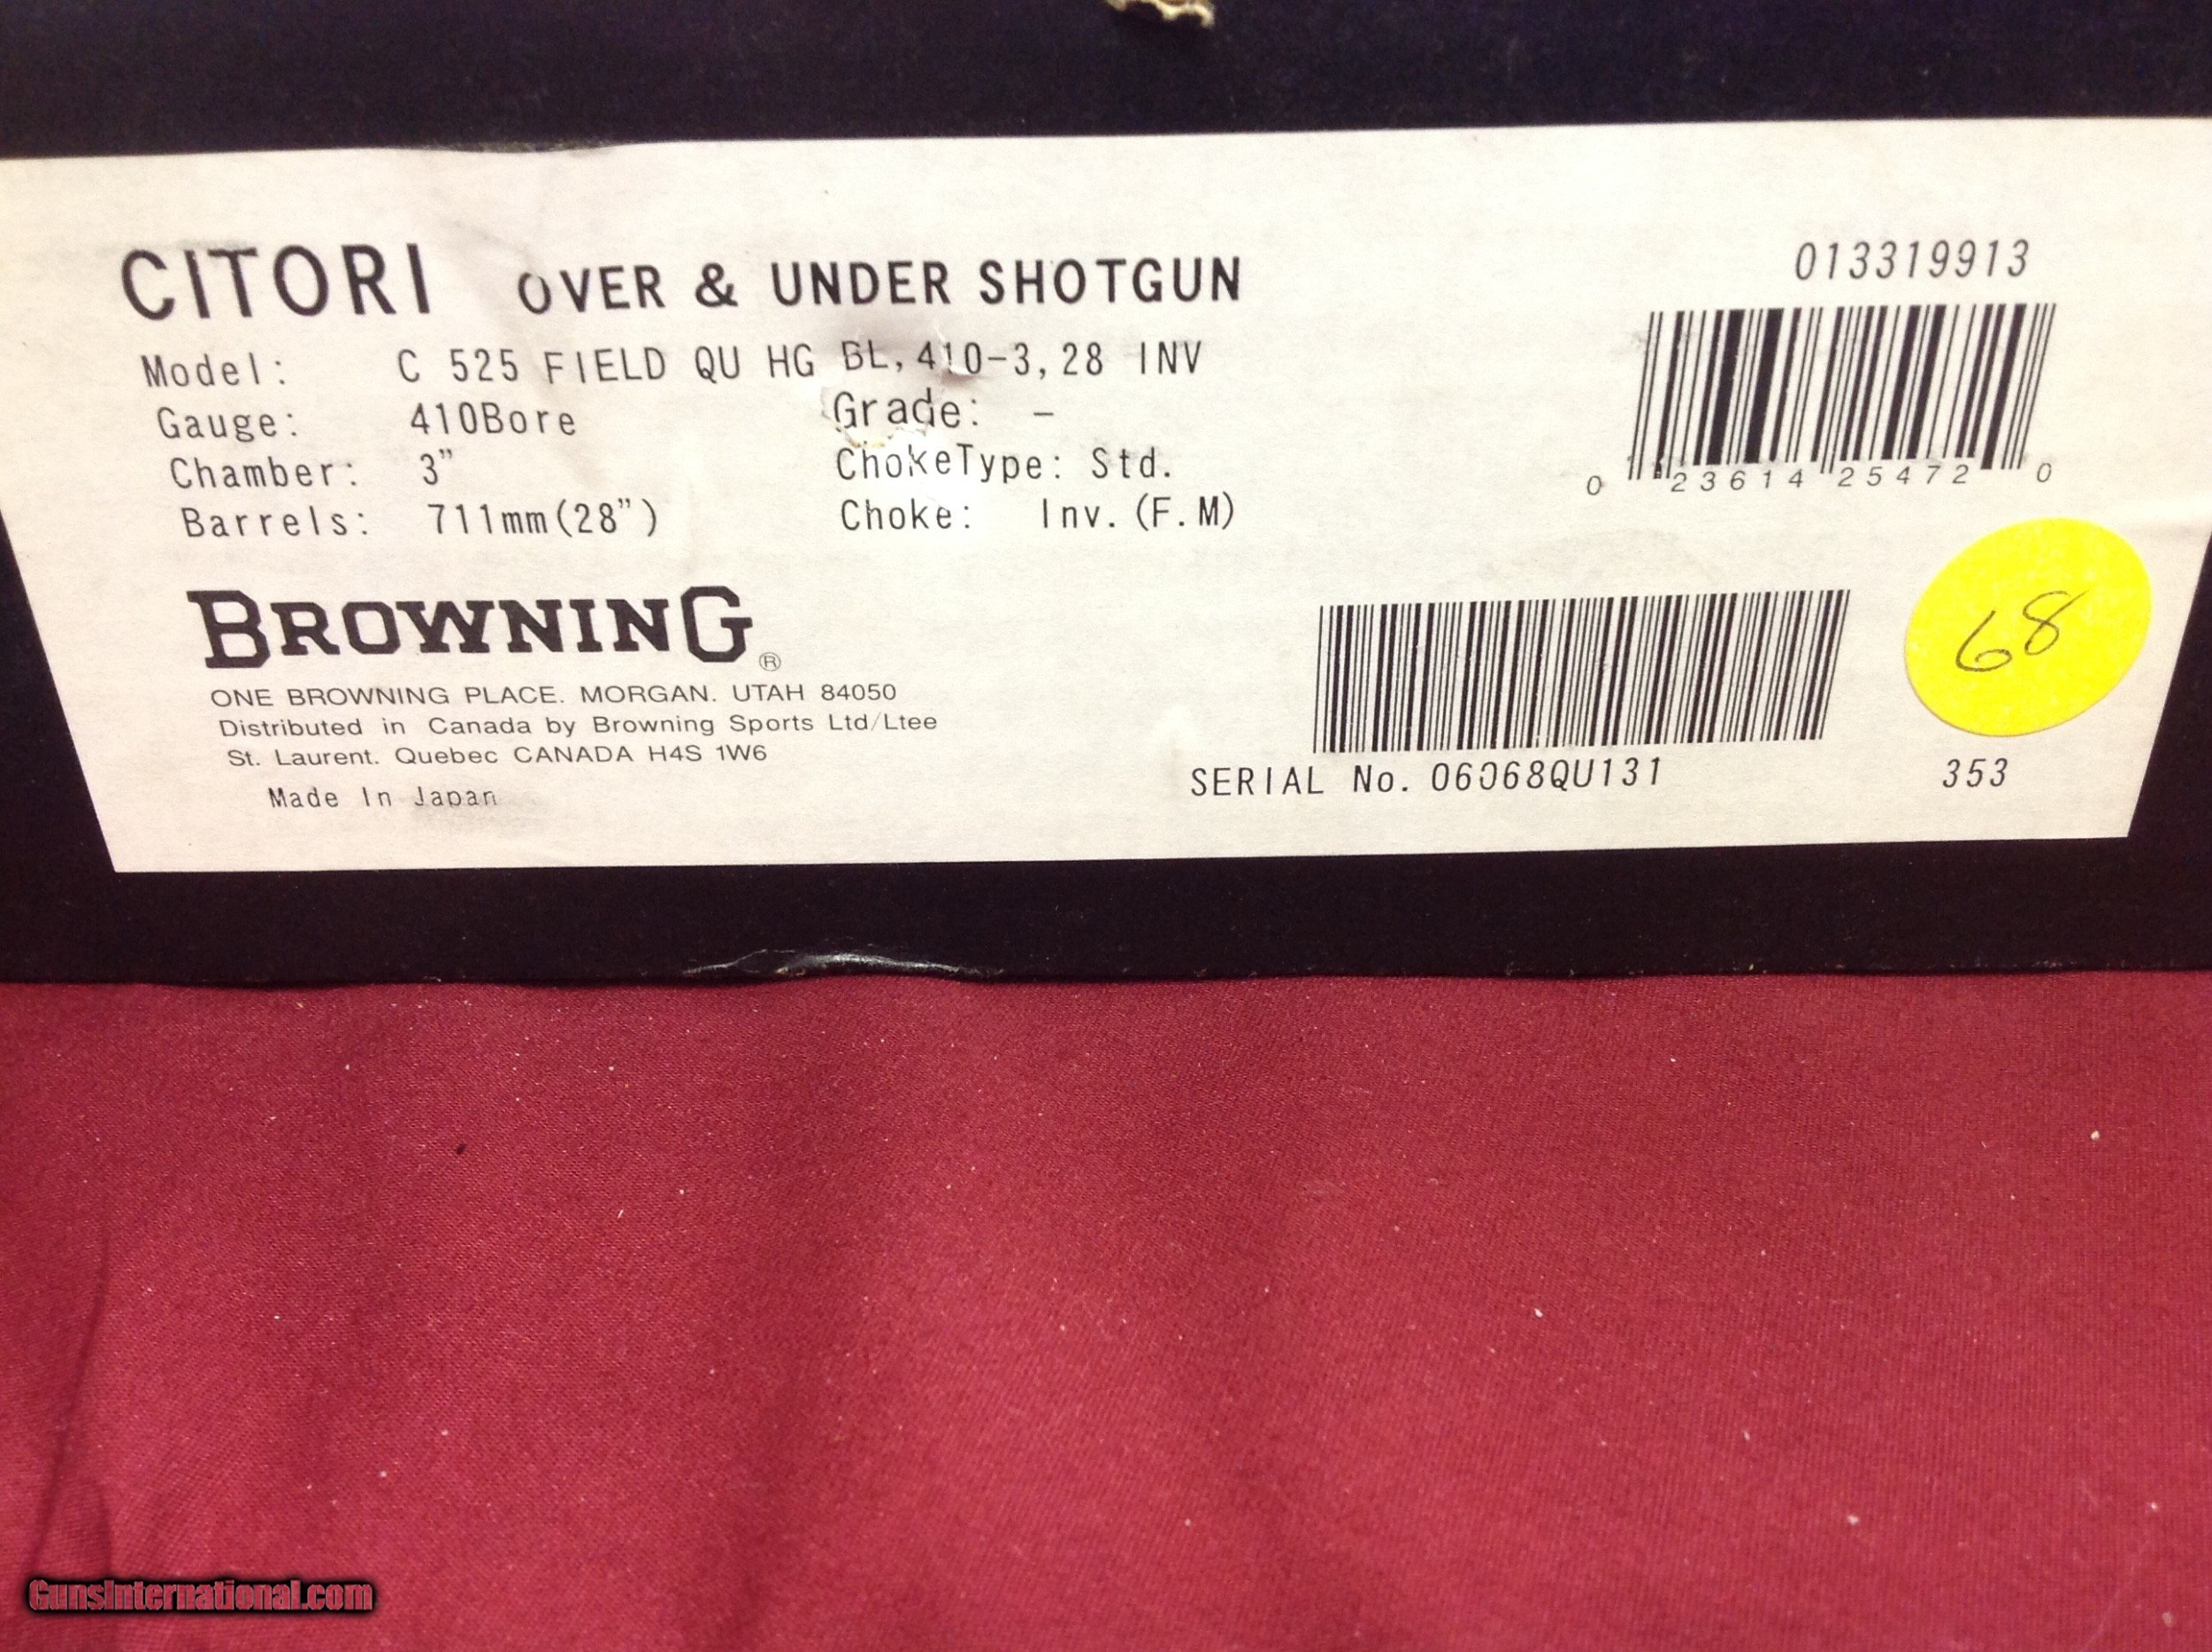 CITORI OVER & UNDER SHOTGUN
013319913
Model: C 525 FIELD QU HG BL,410-3,28 INV
Gauge: 410Bore Grade: -
Chamber: 3” ChokeType: Std.
Barrels: 711mm(28”) Choke: Inv.(F.M)
0 23614 25472 0
BROWNING®
ONE BROWNING PLACE. MORGAN. UTAH 84050
Distributed in Canada by Browning Sports Ltd/Ltee
St. Laurent. Quebec CANADA H4S 1W6
Made In Japan
68
SERIAL No. 06068QU131 353
GunsInternational.com